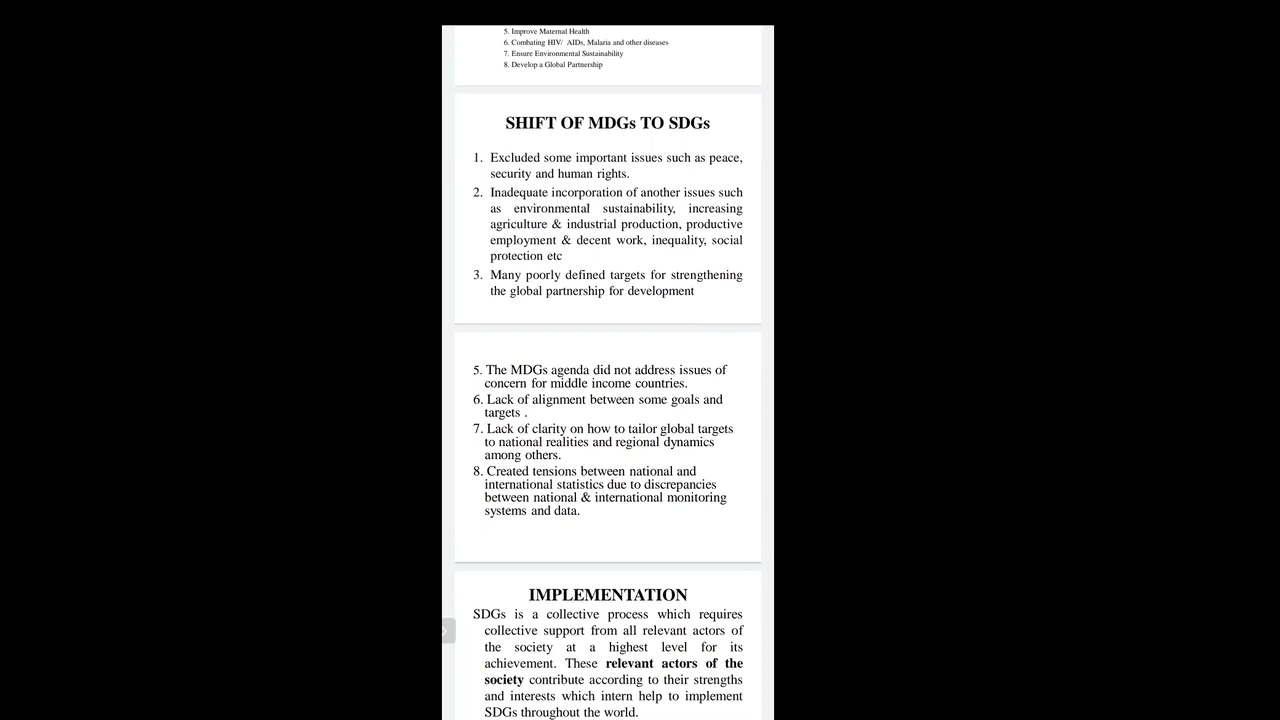 5. Improve Maternal Health
6. Combating HIV/ AIDs, Malaria and other diseases
7. Ensure Environmental Sustainability
8. Develop a Global Partnership
SHIFT OF MDGs TO SDGs
1. Excluded some important issues such as peace,
security and human rights.
2. Inadequate incorporation of another issues such
as environmental sustainability, increasing
agriculture & industrial production, productive
employment & decent work, inequality, social
protection etc
3. Many poorly defined targets for strengthening
the global partnership for development
5. The MDGs agenda did not address issues of
concern for middle income countries.
6. Lack of alignment between some goals and
targets .
7. Lack of clarity on how to tailor global targets
to national realities and regional dynamics
among others.
8. Created tensions between national and
international statistics due to discrepancies
between national & international monitoring
systems and data.
IMPLEMENTATION
SDGs is a collective process which requires
collective support from all relevant actors of
the society at a highest level for its
achievement. These relevant actors of the
society contribute according to their strengths
and interests which intern help to implement
SDGs throughout the world.